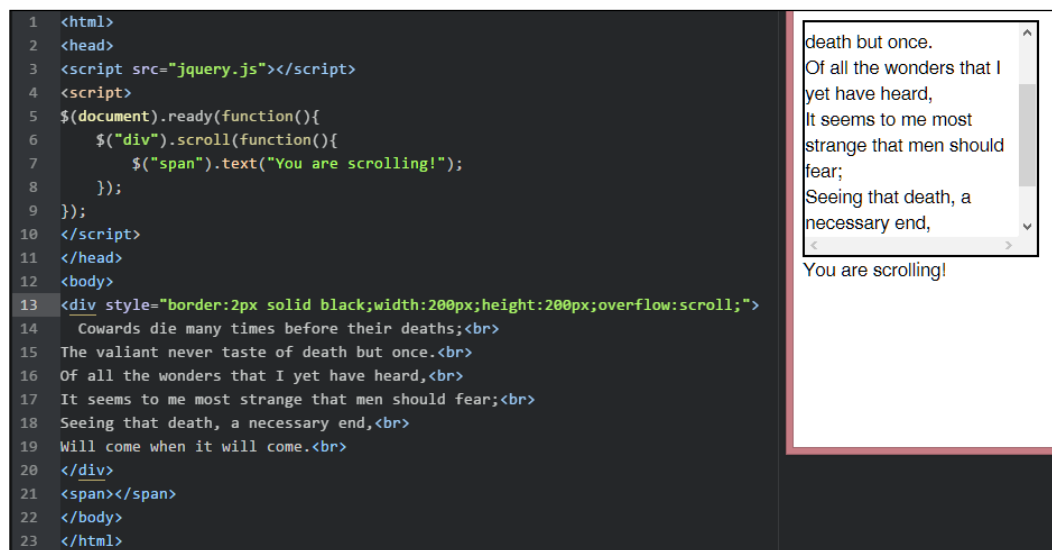 1 <html>
2 <head>
3 <script src="jquery.js"></script>
4 <script>
5 $(document).ready(function(){
6 $("div").scroll(function(){
7 $("span").text("You are scrolling!");
8 });
9 });
10 </script>
11 </head>
12 <body>
13 <div style="border:2px solid black;width:200px;height:200px;overflow:scroll;">
14 Cowards die many times before their deaths;<br>
15 The valiant never taste of death but once.<br>
16 Of all the wonders that I yet have heard,<br>
17 It seems to me most strange that men should fear;<br>
18 Seeing that death, a necessary end,<br>
19 Will come when it will come.<br>
20 </div>
21 <span></span>
22 </body>
23 </html>
death but once.
Of all the wonders that I
yet have heard,
It seems to me most
strange that men should
fear;
Seeing that death, a
necessary end,
You are scrolling!